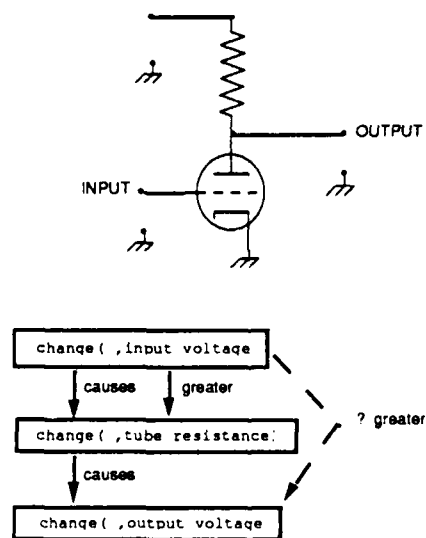 OUTPUT
INPUT
change( ,input voltage
causes greater
change( ,tube resistance)
? greater
causes
change( ,output voltage